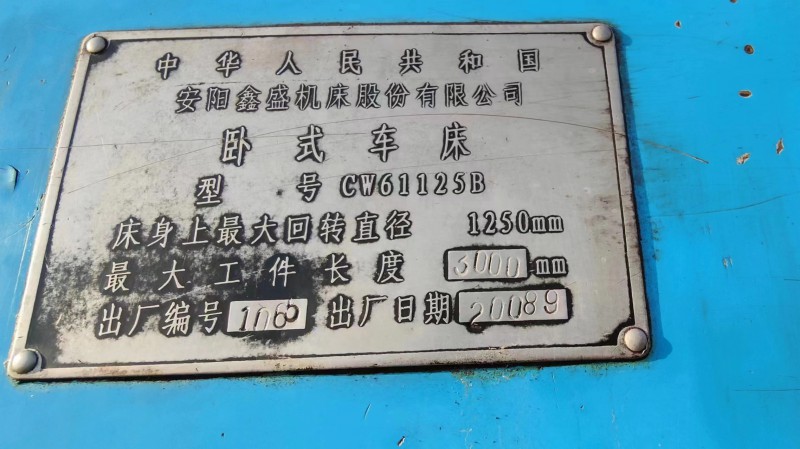 中华人民共和国
安阳鑫盛机床股份有限公司
卧式车床
型号 CW61125B
床身上最大回转直径 1250mm
最大工件长度 3000 mm
出厂编号 1065 出厂日期 20089